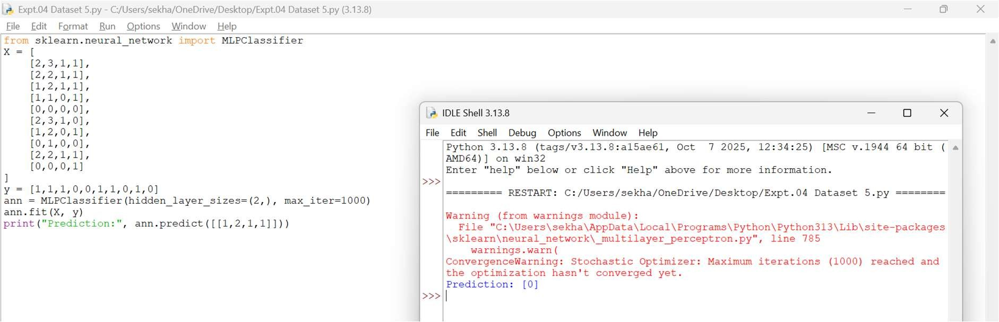 Expt.04 Dataset 5.py - C:/Users/sekha/OneDrive/Desktop/Expt.04 Dataset 5.py (3.13.8)
File Edit Format Run Options Window Help
from sklearn.neural_network import MLPClassifier
X = [
    [2,3,1,1],
    [2,2,1,1],
    [1,2,1,1],
    [1,1,0,1],
    [0,0,0,0],
    [2,3,1,0],
    [1,2,0,1],
    [0,1,0,0],
    [2,2,1,1],
    [0,0,0,1]
]
y = [1,1,1,0,0,1,1,0,1,0]
ann = MLPClassifier(hidden_layer_sizes=(2,), max_iter=1000)
ann.fit(X, y)
print("Prediction:", ann.predict([[1,2,1,1]]))
IDLE Shell 3.13.8
File Edit Shell Debug Options Window Help
Python 3.13.8 (tags/v3.13.8:a15ae61, Oct  7 2025, 12:34:25) [MSC v.1944 64 bit (
AMD64)] on win32
Enter "help" below or click "Help" above for more information.
>>>
========= RESTART: C:/Users/sekha/OneDrive/Desktop/Expt.04 Dataset 5.py ========
Warning (from warnings module):
  File "C:\Users\sekha\AppData\Local\Programs\Python\Python313\Lib\site-packages
\sklearn\neural_network\_multilayer_perceptron.py", line 785
    warnings.warn(
ConvergenceWarning: Stochastic Optimizer: Maximum iterations (1000) reached and
the optimization hasn't converged yet.
Prediction: [0]
>>>